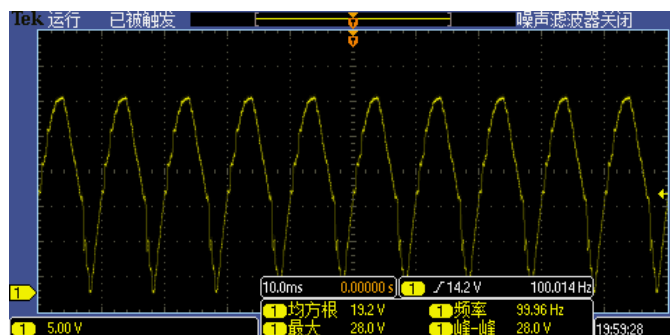 Tek 运行 已被触发 噪声滤波器关闭
1
10.0ms 0.00000 s 1 14.2 V 100.014 Hz
1 均方根 19.2 V 1 频率 99.96 Hz
1 5.00 V 1 最大 28.0 V 1 峰-峰 28.0 V 19:59:28